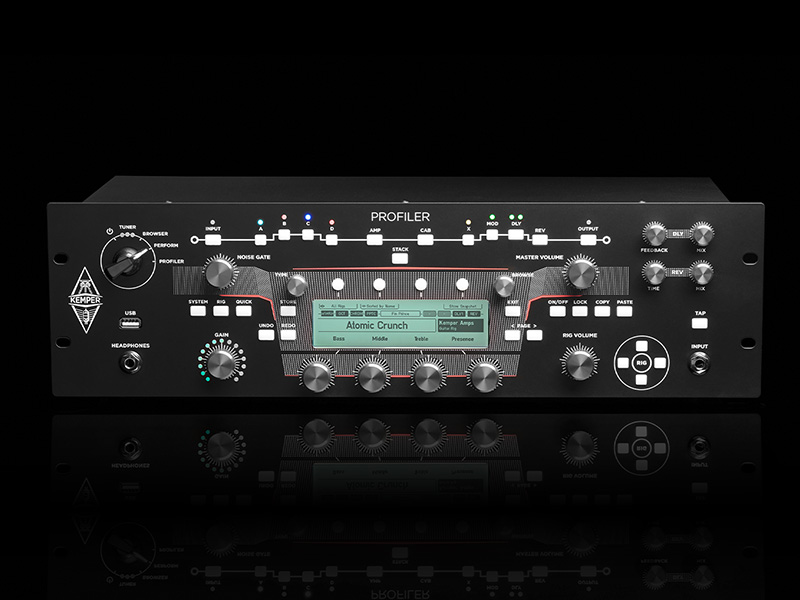 PROFILER
TUNER
BROWSER
PERFORM
PROFILER
INPUT
A
B
C
D
AMP
CAB
X
MOD
DLY
REV
OUTPUT
STACK
NOISE GATE
MASTER VOLUME
DLY
FEEDBACK
MIX
REV
TIME
MIX
KEMPER
SYSTEM
RIG
QUICK
STORE
EXIT
ON/OFF
LOCK
COPY
PASTE
USB
UNDO
REDO
< PAGE >
TAP
Atomic Crunch
Kemper Amps
Bass
Middle
Treble
Presence
HEADPHONES
GAIN
RIG VOLUME
RIG
INPUT